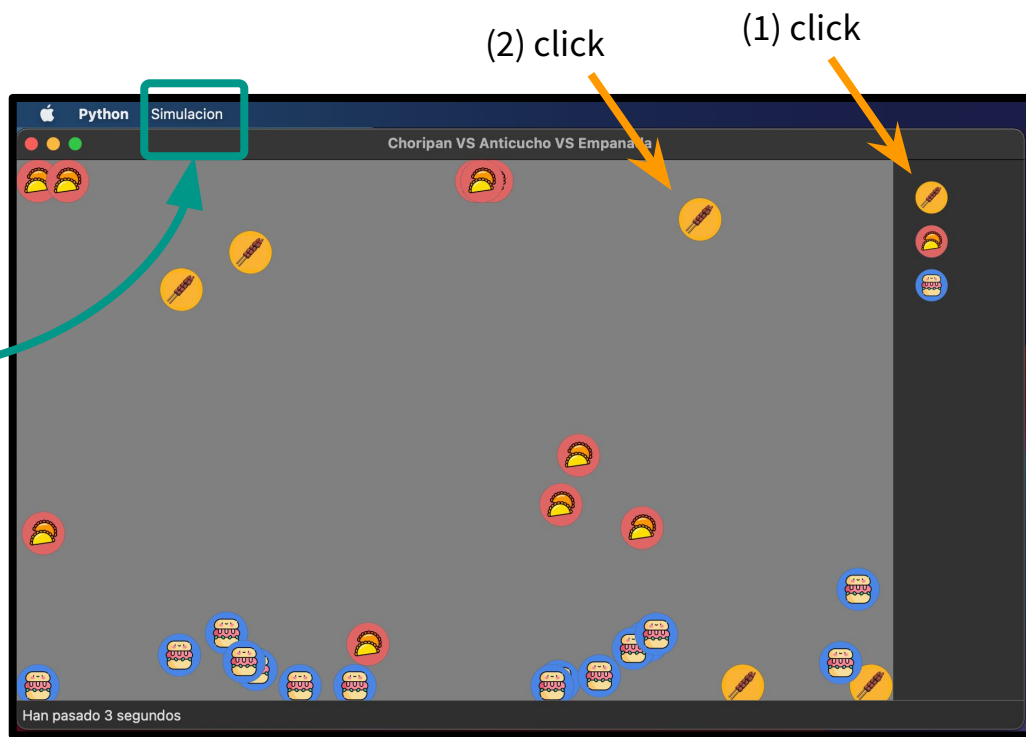 (1) click
(2) click
Python Simulacion
Choripan VS Anticucho VS Empanada
Han pasado 3 segundos